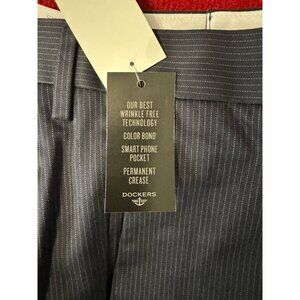 OUR BEST
WRINKLE FREE
TECHNOLOGY
COLOR BOND
SMART PHONE
POCKET
PERMANENT
CREASE
DOCKERS